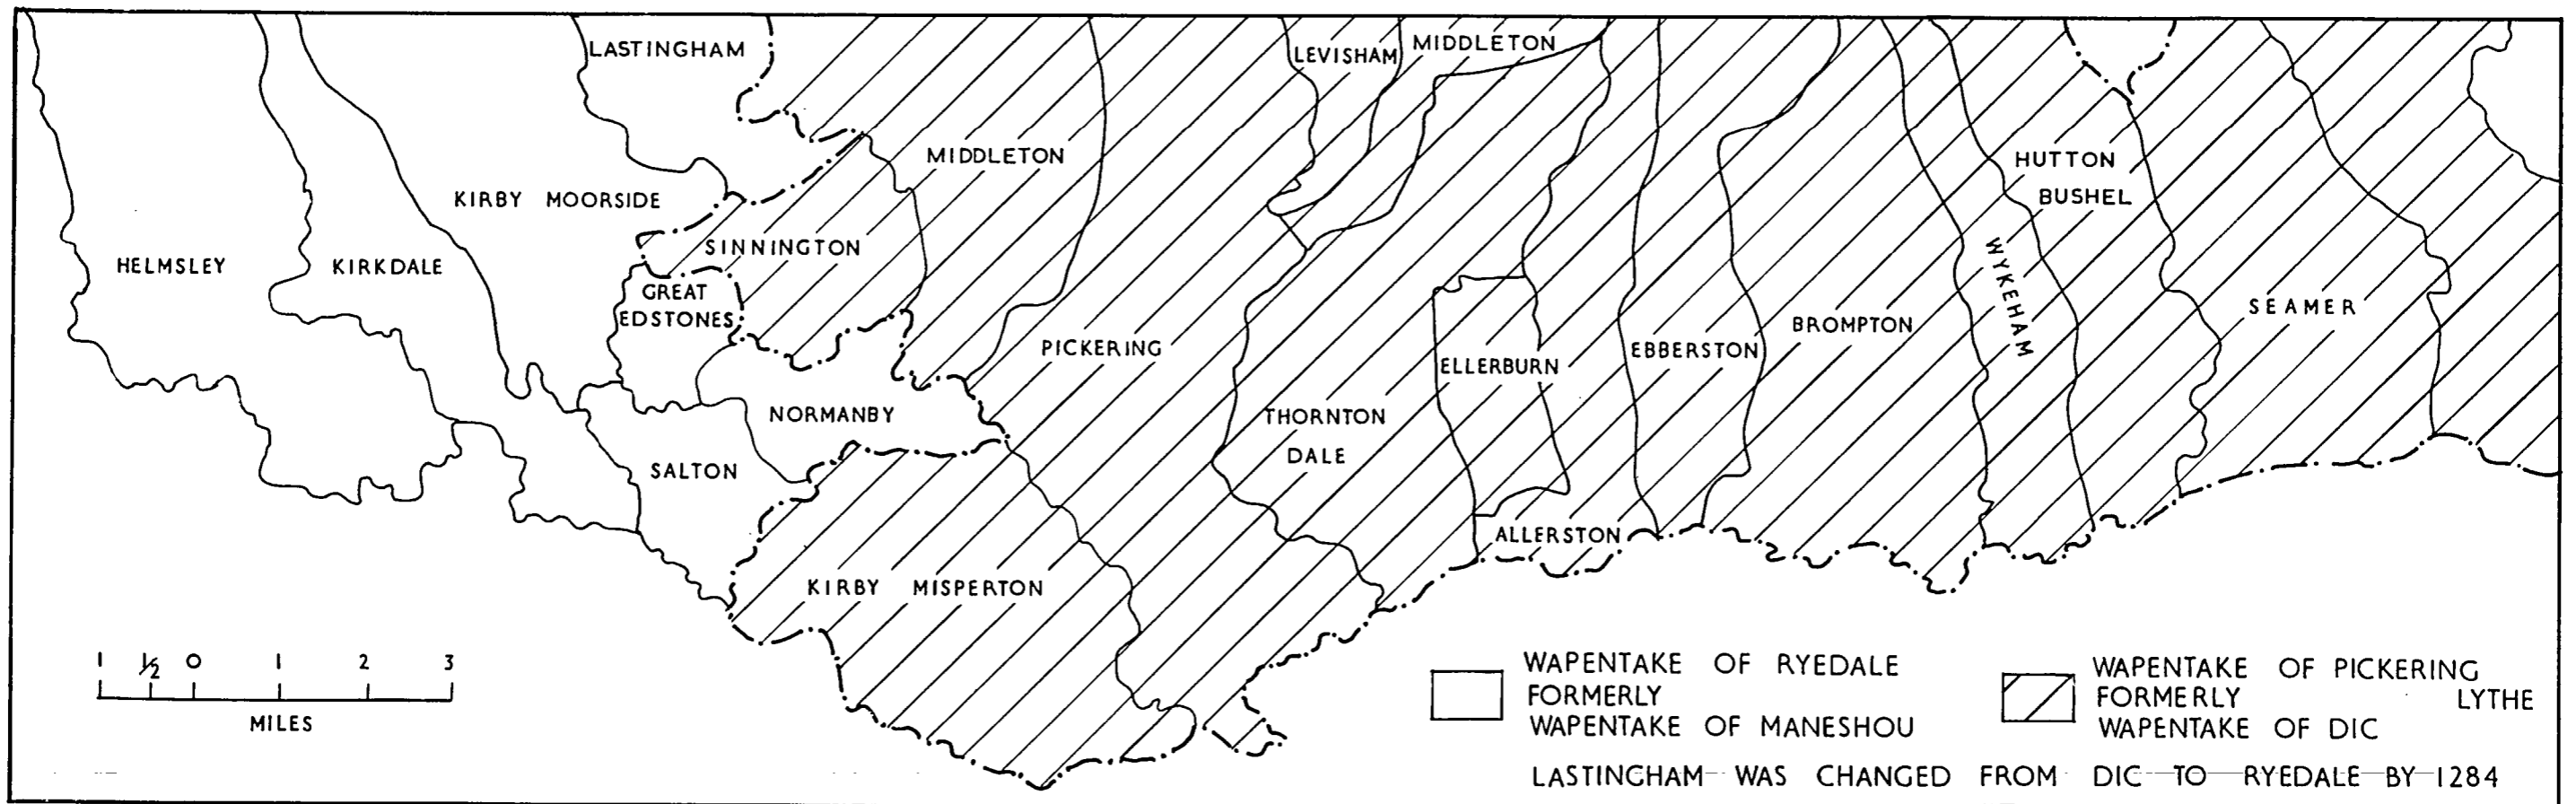 LASTINGHAM
LEVISHAM
MIDDLETON
MIDDLETON
HUTTON
BUSHEL
KIRBY MOORSIDE
SINNINGTON
HELMSLEY
KIRKDALE
WYKEHAM
GREAT
EDSTONES
SEAMER
PICKERING
BROMPTON
EBBERSTON
ELLERBURN
NORMANBY
THORNTON
DALE
SALTON
ALLERSTON
KIRBY MISPERTON
1 ½ 0 1 2 3
MILES
WAPENTAKE OF RYEDALE
FORMERLY
WAPENTAKE OF MANESHOU
WAPENTAKE OF PICKERING
FORMERLY LYTHE
WAPENTAKE OF DIC
LASTINGHAM WAS CHANGED FROM DIC TO RYEDALE BY 1284